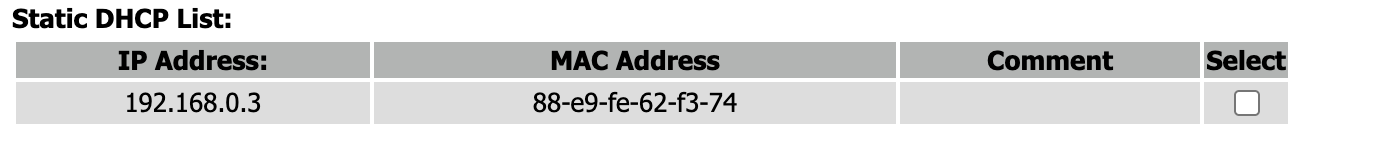 Static DHCP List:
IP Address: MAC Address Comment Select
192.168.0.3 88-e9-fe-62-f3-74